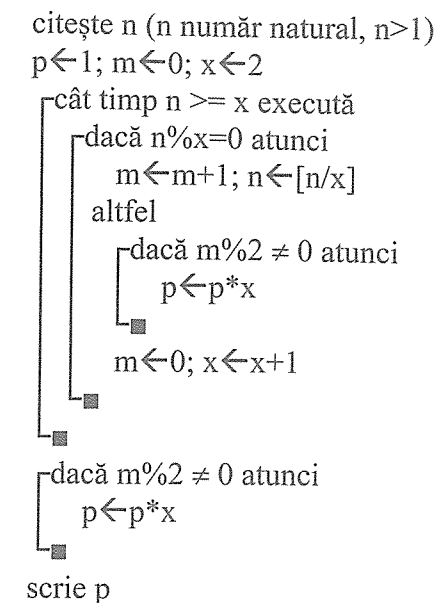 citește n (n număr natural, n>1)
p←1; m←0; x←2
cât timp n >= x execută
dacă n%x=0 atunci
m←m+1; n←[n/x]
altfel
dacă m%2 ≠ 0 atunci
p←p*x
m←0; x←x+1
dacă m%2 ≠ 0 atunci
p←p*x
scrie p